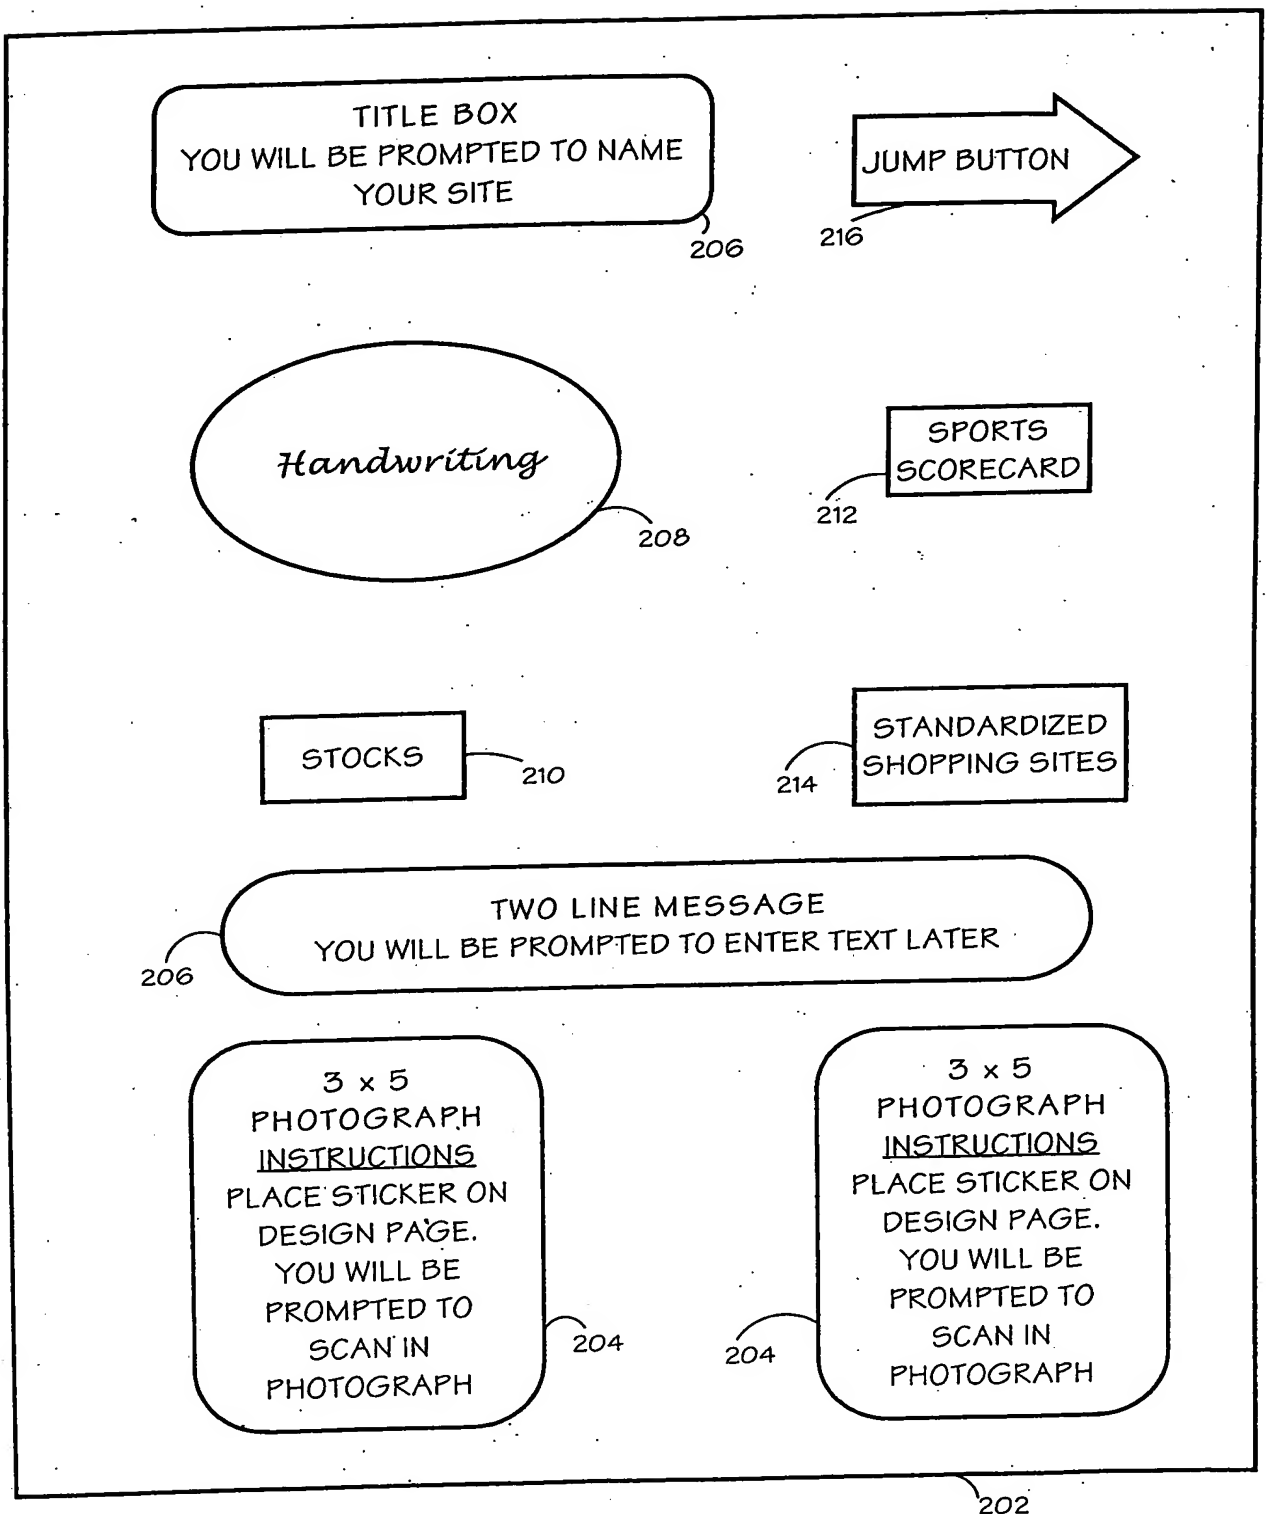 TITLE BOX
YOU WILL BE PROMPTED TO NAME
YOUR SITE
206
JUMP BUTTON
216
Handwriting
208
SPORTS
SCORECARD
212
STOCKS
210
STANDARDIZED
SHOPPING SITES
214
TWO LINE MESSAGE
YOU WILL BE PROMPTED TO ENTER TEXT LATER
206
3 x 5
PHOTOGRAPH
INSTRUCTIONS
PLACE STICKER ON
DESIGN PAGE.
YOU WILL BE
PROMPTED TO
SCAN IN
PHOTOGRAPH
204
3 x 5
PHOTOGRAPH
INSTRUCTIONS
PLACE STICKER ON
DESIGN PAGE.
YOU WILL BE
PROMPTED TO
SCAN IN
PHOTOGRAPH
204
202